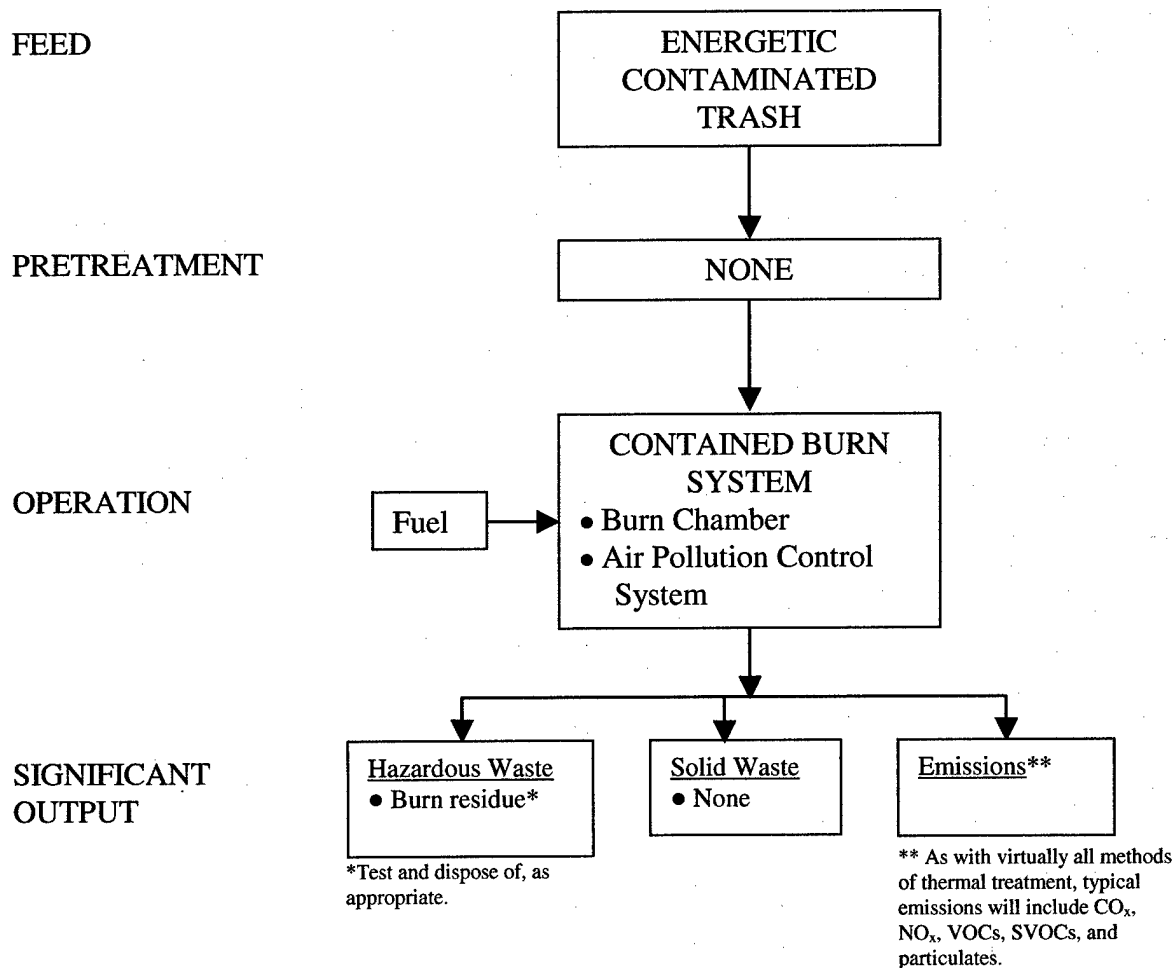 FEED
ENERGETIC
CONTAMINATED
TRASH
PRETREATMENT
NONE
OPERATION
Fuel
CONTAINED BURN
SYSTEM
● Burn Chamber
● Air Pollution Control
System
SIGNIFICANT
OUTPUT
Hazardous Waste
● Burn residue*
*Test and dispose of, as
appropriate.
Solid Waste
● None
Emissions**
** As with virtually all methods
of thermal treatment, typical
emissions will include COₓ,
NOₓ, VOCs, SVOCs, and
particulates.